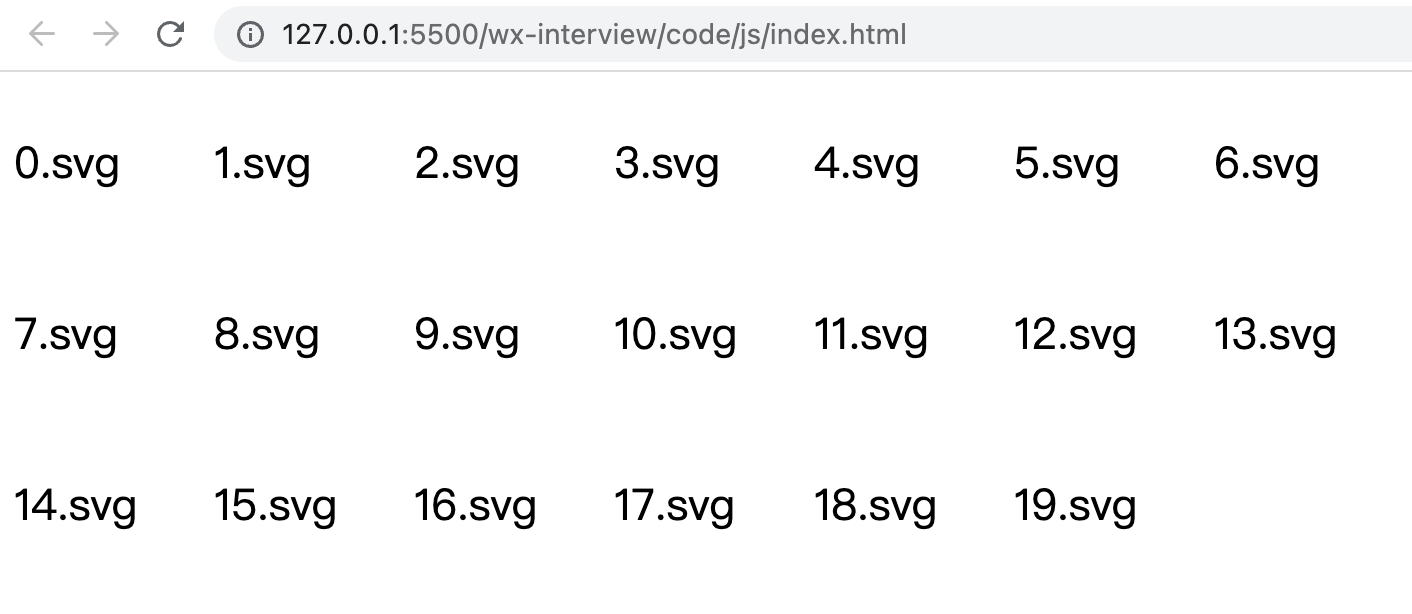 127.0.0.1:5500/wx-interview/code/js/index.html
0.svg 1.svg 2.svg 3.svg 4.svg 5.svg 6.svg
7.svg 8.svg 9.svg 10.svg 11.svg 12.svg 13.svg
14.svg 15.svg 16.svg 17.svg 18.svg 19.svg